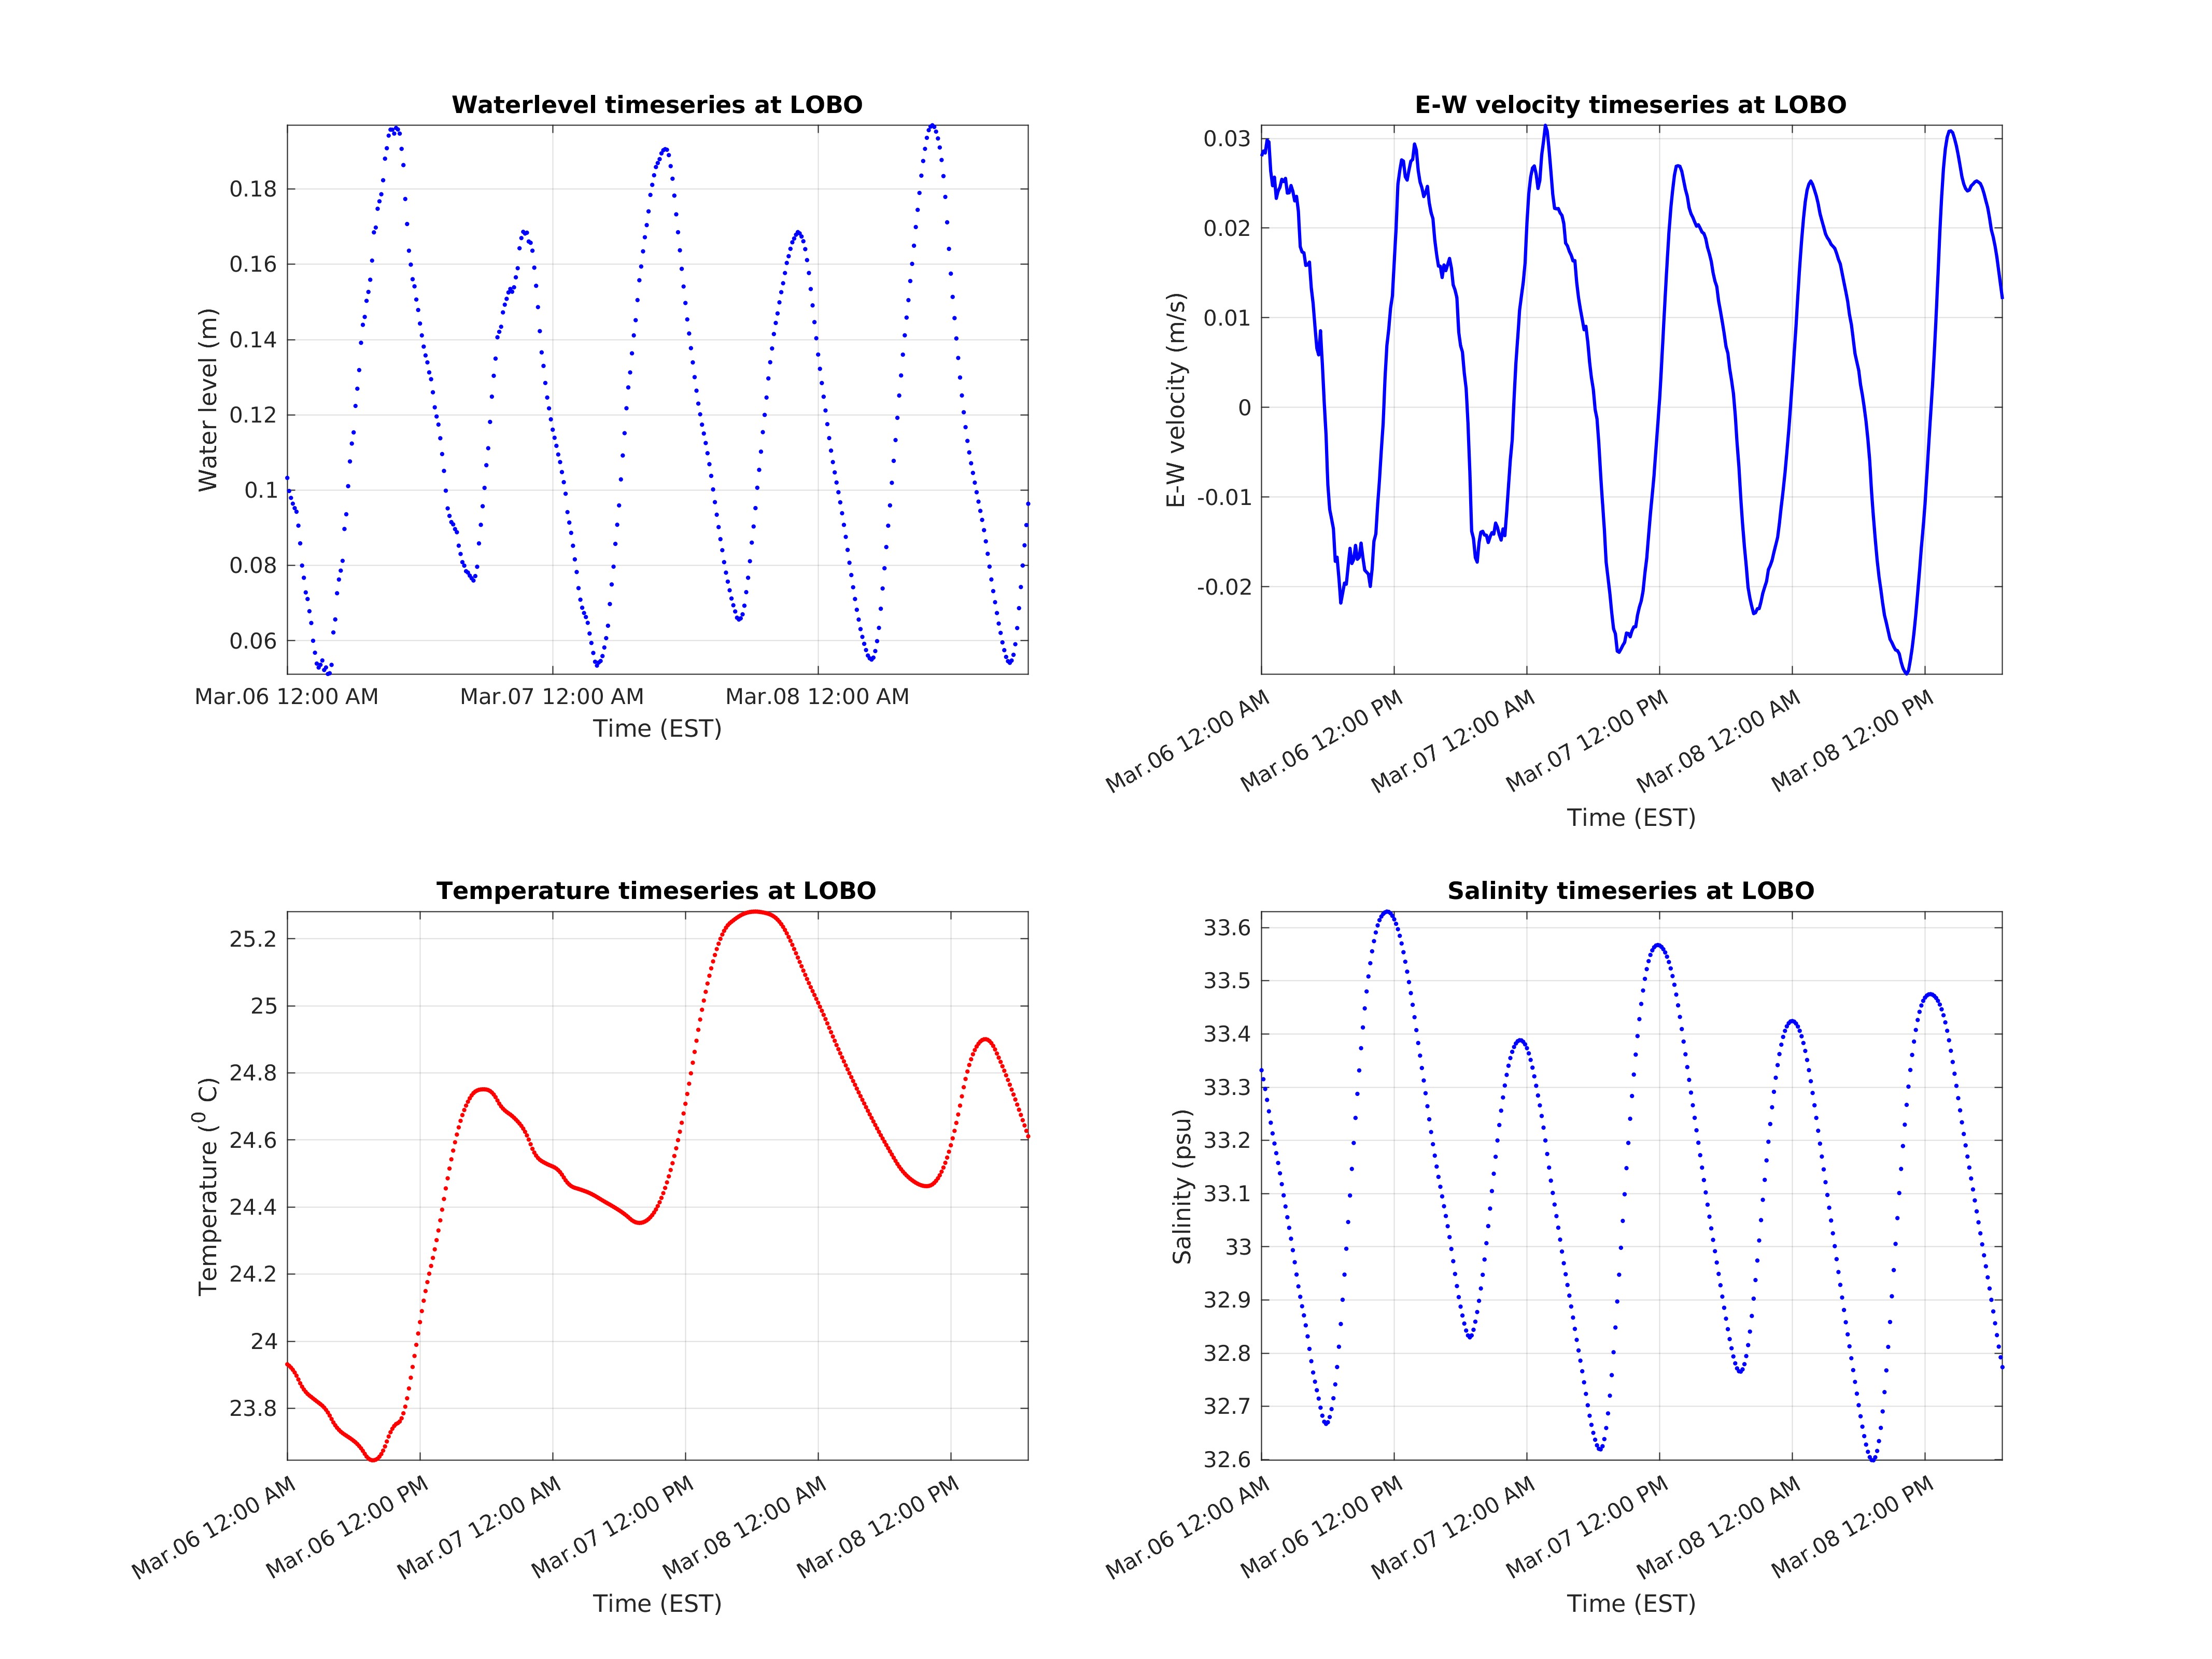 Waterlevel timeseries at LOBO
Water level (m)
0.18
0.16
0.14
0.12
0.1
0.08
0.06
Mar.06 12:00 AM
Mar.07 12:00 AM
Mar.08 12:00 AM
Time (EST)
E-W velocity timeseries at LOBO
E-W velocity (m/s)
0.03
0.02
0.01
0
-0.01
-0.02
Mar.06 12:00 AM
Mar.06 12:00 PM
Mar.07 12:00 AM
Mar.07 12:00 PM
Mar.08 12:00 AM
Mar.08 12:00 PM
Time (EST)
Temperature timeseries at LOBO
Temperature (⁰ C)
25.2
25
24.8
24.6
24.4
24.2
24
23.8
Mar.06 12:00 AM
Mar.06 12:00 PM
Mar.07 12:00 AM
Mar.07 12:00 PM
Mar.08 12:00 AM
Mar.08 12:00 PM
Time (EST)
Salinity timeseries at LOBO
Salinity (psu)
33.6
33.5
33.4
33.3
33.2
33.1
33
32.9
32.8
32.7
32.6
Mar.06 12:00 AM
Mar.06 12:00 PM
Mar.07 12:00 AM
Mar.07 12:00 PM
Mar.08 12:00 AM
Mar.08 12:00 PM
Time (EST)